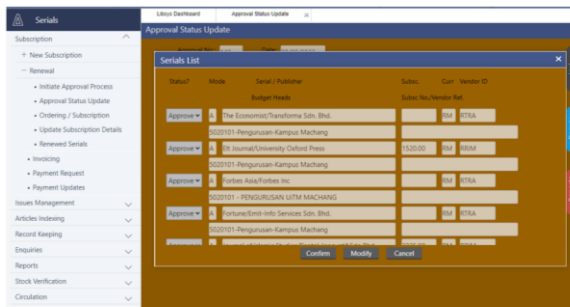 Serials
Libsys Dashboard
Approval Status Update
Approval Status Update
Subscription
+ New Subscription
− Renewal
• Initiate Approval Process
• Approval Status Update
• Ordering / Subscription
• Update Subscription Details
• Renewed Serials
• Invoicing
• Payment Request
• Payment Updates
Issues Management
Articles Indexing
Record Keeping
Enquiries
Reports
Stock Verification
Circulation
Approval No.
Date
Serials List
Status? Mode Serial / Publisher Subsc. Curr Vendor ID
Budget Heads Subsc No./Vendor Ref.
Approve A The Economist/Transforma Sdn. Bhd. RM RTRA
5020101-Pengurusan-Kampus Machang
Approve A Elt Journal/University Oxford Press 1520.00 RM RRIM
5020101-Pengurusan-Kampus Machang
Approve A Forbes Asia/Forbes Inc RM RTRA
5020101 - PENGURUSAN UiTM MACHANG
Approve A Fortune/Emit-Info Services Sdn. Bhd. RM RTRA
5020101-Pengurusan-Kampus Machang
Confirm Modify Cancel